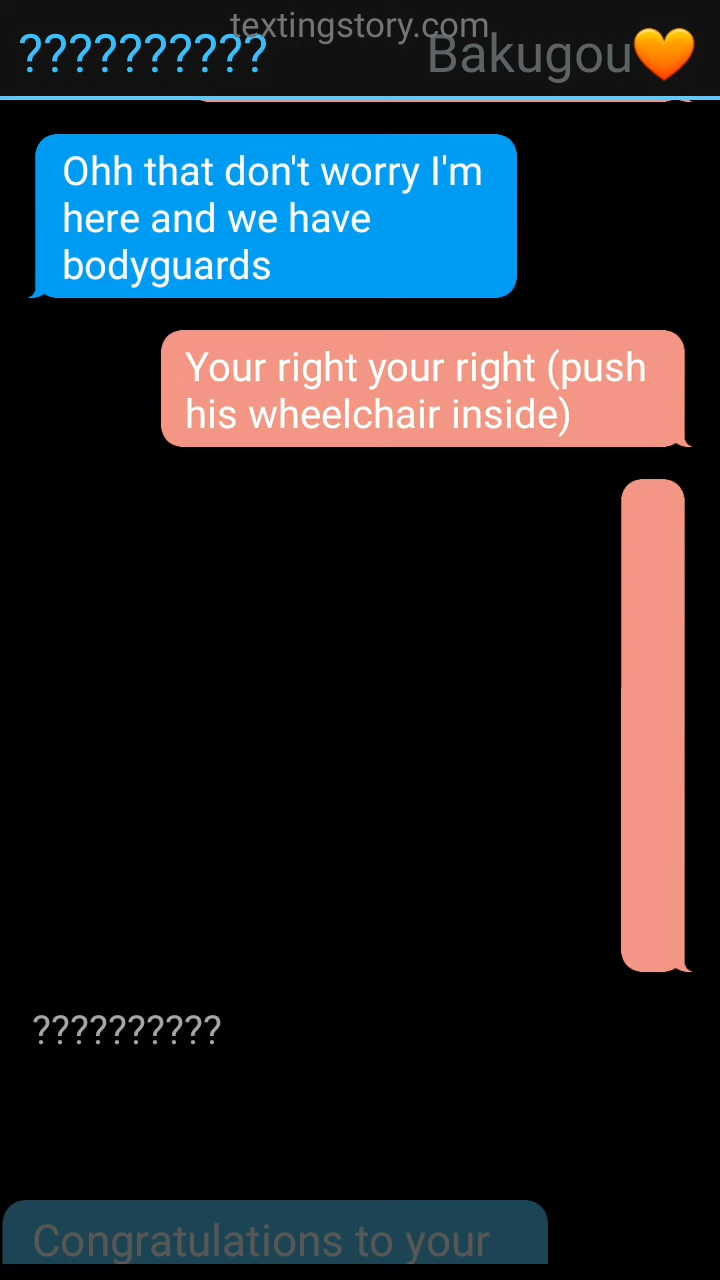 textingstory.com
?????????? Bakugou🧡
Ohh that don't worry I'm
here and we have
bodyguards
Your right your right (push
his wheelchair inside)
??????????
Congratulations to your